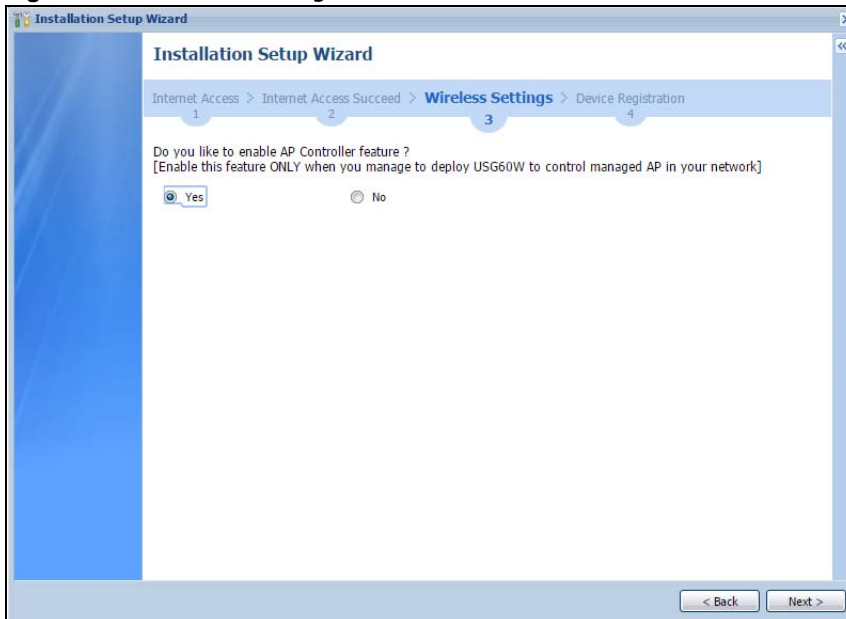 Installation Setup Wizard
Installation Setup Wizard
Internet Access > Internet Access Succeed > Wireless Settings > Device Registration
1 2 3 4
Do you like to enable AP Controller feature ?
[Enable this feature ONLY when you manage to deploy USG60W to control managed AP in your network]
Yes No
< Back Next >